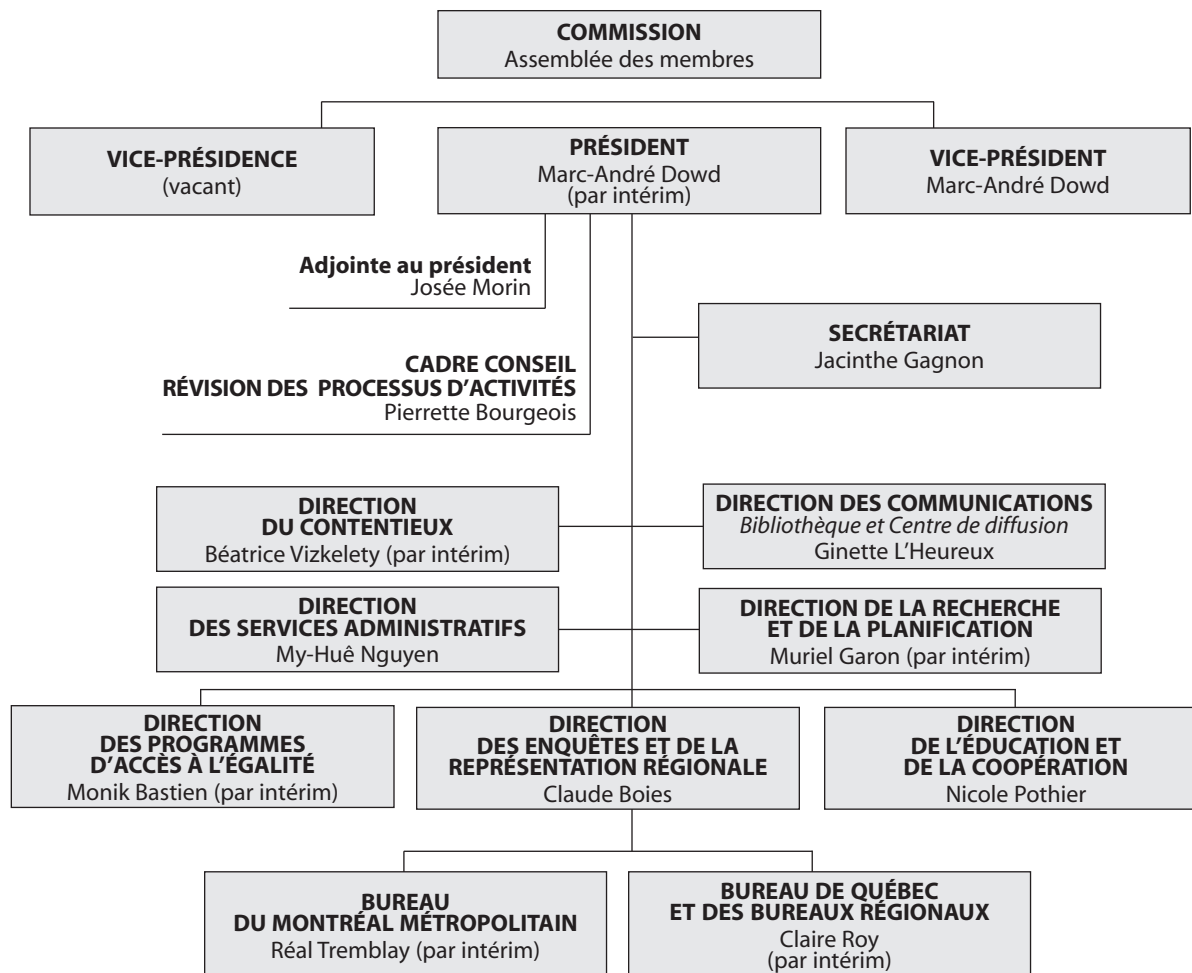 COMMISSION
Assemblée des membres
VICE-PRÉSIDENCE
(vacant)
PRÉSIDENT
Marc-André Dowd
(par intérim)
VICE-PRÉSIDENT
Marc-André Dowd
Adjointe au président
Josée Morin
SECRÉTARIAT
Jacinthe Gagnon
CADRE CONSEIL
RÉVISION DES PROCESSUS D'ACTIVITÉS
Pierrette Bourgeois
DIRECTION
DU CONTENTIEUX
Béatrice Vizkelety (par intérim)
DIRECTION DES COMMUNICATIONS
Bibliothèque et Centre de diffusion
Ginette L'Heureux
DIRECTION
DES SERVICES ADMINISTRATIFS
My-Huê Nguyen
DIRECTION DE LA RECHERCHE
ET DE LA PLANIFICATION
Muriel Garon (par intérim)
DIRECTION
DES PROGRAMMES
D'ACCÈS À L'ÉGALITÉ
Monik Bastien (par intérim)
DIRECTION
DES ENQUÊTES ET DE LA
REPRÉSENTATION RÉGIONALE
Claude Boies
DIRECTION
DE L'ÉDUCATION ET
DE LA COOPÉRATION
Nicole Pothier
BUREAU
DU MONTRÉAL MÉTROPOLITAIN
Réal Tremblay (par intérim)
BUREAU DE QUÉBEC
ET DES BUREAUX RÉGIONAUX
Claire Roy
(par intérim)